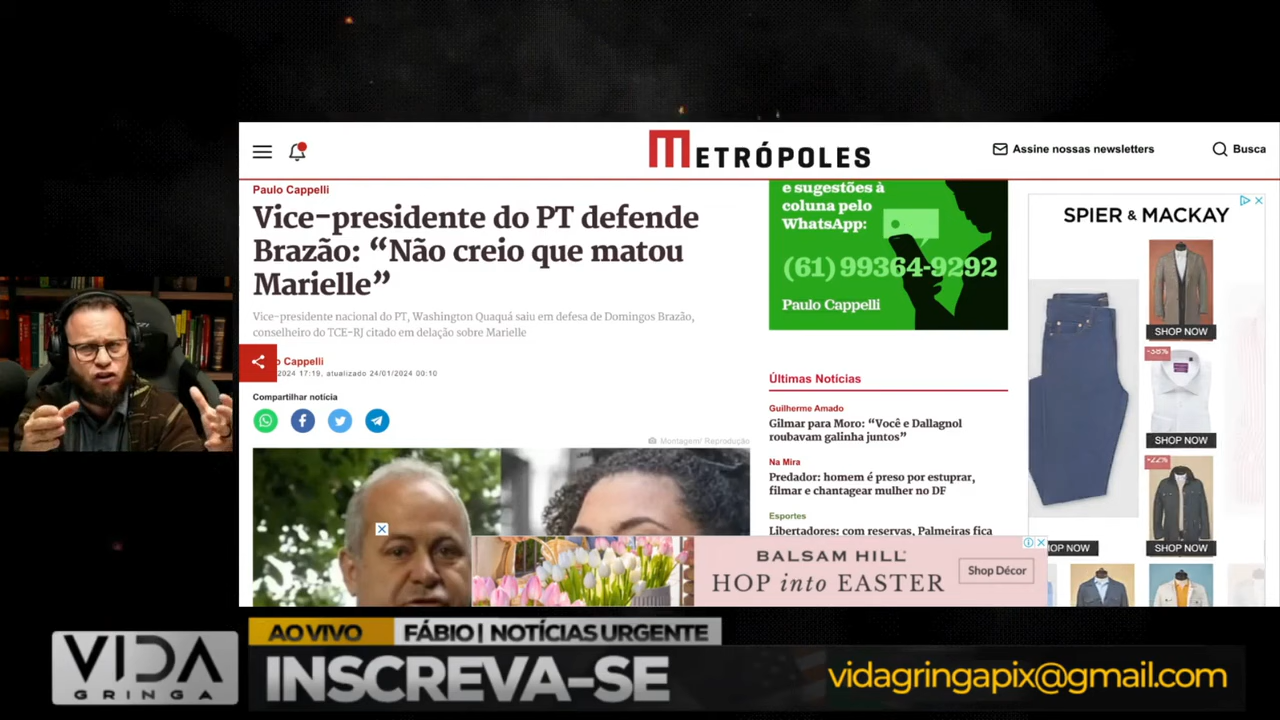 METRÓPOLES
Assine nossas newsletters
Busca
Paulo Cappelli
Vice-presidente do PT defende
Brazão: “Não creio que matou
Marielle”
Vice-presidente nacional do PT, Washington Quaquá saiu em defesa de Domingos Brazão,
conselheiro do TCE-RJ citado em delação sobre Marielle
o Cappelli
2024 17:19, atualizado 24/01/2024 00:10
Compartilhar notícia
Montagem/ Reprodução
e sugestões à
coluna pelo
WhatsApp:
(61) 99364-9292
Paulo Cappelli
Últimas Notícias
Guilherme Amado
Gilmar para Moro: “Você e Dallagnol
roubavam galinha juntos”
Na Mira
Predador: homem é preso por estuprar,
filmar e chantagear mulher no DF
Esportes
Libertadores: com reservas, Palmeiras fica
SPIER & MACKAY
SHOP NOW
-38%
SHOP NOW
-22%
SHOP NOW
HOP NOW
BALSAM HILL
HOP into EASTER
Shop Décor
VIDA
GRINGA
AO VIVO
FÁBIO | NOTÍCIAS URGENTE
INSCREVA-SE
vidagringapix@gmail.com